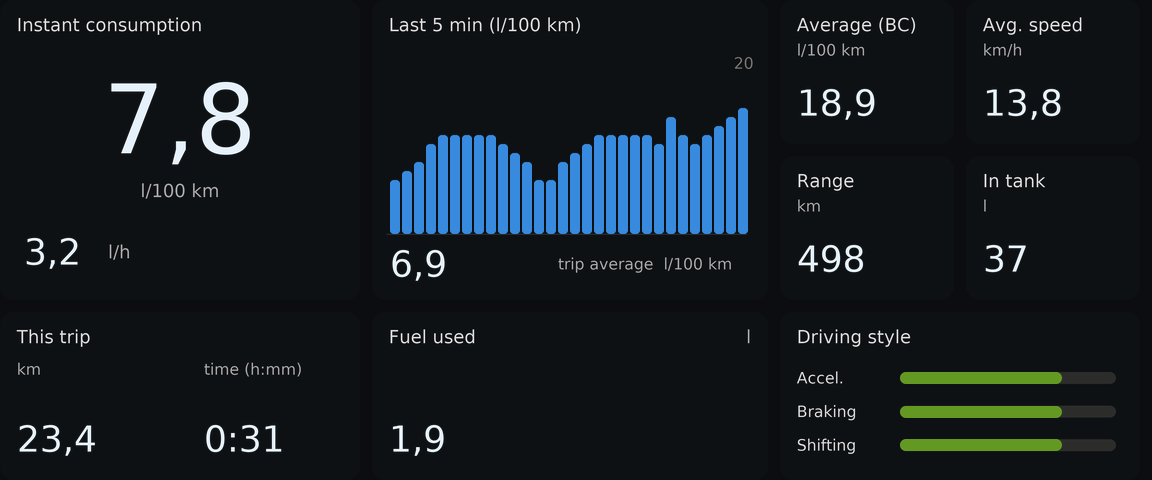 Instant consumption
7,8
l/100 km
3,2 l/h
Last 5 min (l/100 km)
20
6,9 trip average l/100 km
Average (BC)
l/100 km
18,9
Avg. speed
km/h
13,8
Range
km
498
In tank
l
37
This trip
km time (h:mm)
23,4 0:31
Fuel used l
1,9
Driving style
Accel.
Braking
Shifting